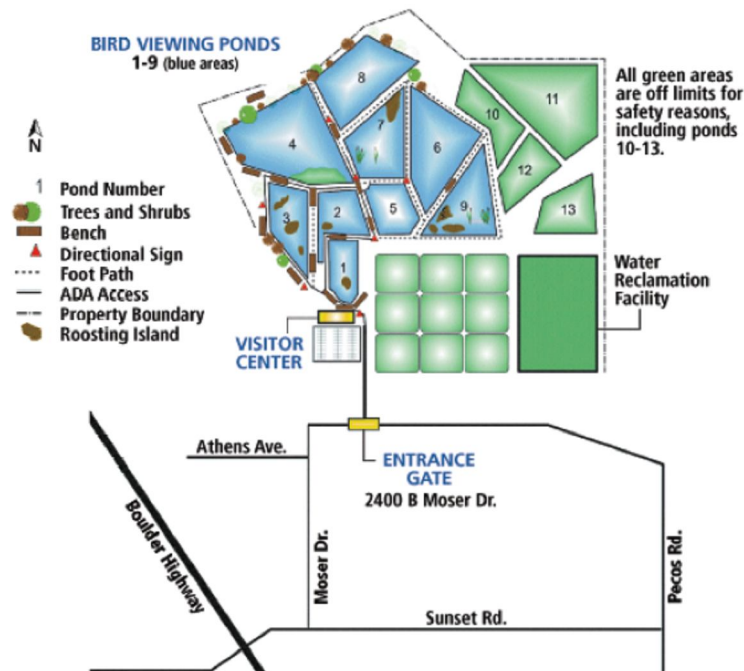 BIRD VIEWING PONDS
1-9 (blue areas)
All green areas
are off limits for
safety reasons,
including ponds
10-13.
8
11
10
7
4
6
12
N
1 Pond Number
Trees and Shrubs
Bench
Directional Sign
Foot Path
ADA Access
Property Boundary
Roosting Island
3
2
5
9
13
1
Water
Reclamation
Facility
VISITOR
CENTER
Athens Ave.
ENTRANCE
GATE
2400 B Moser Dr.
Boulder Highway
Moser Dr.
Pecos Rd.
Sunset Rd.